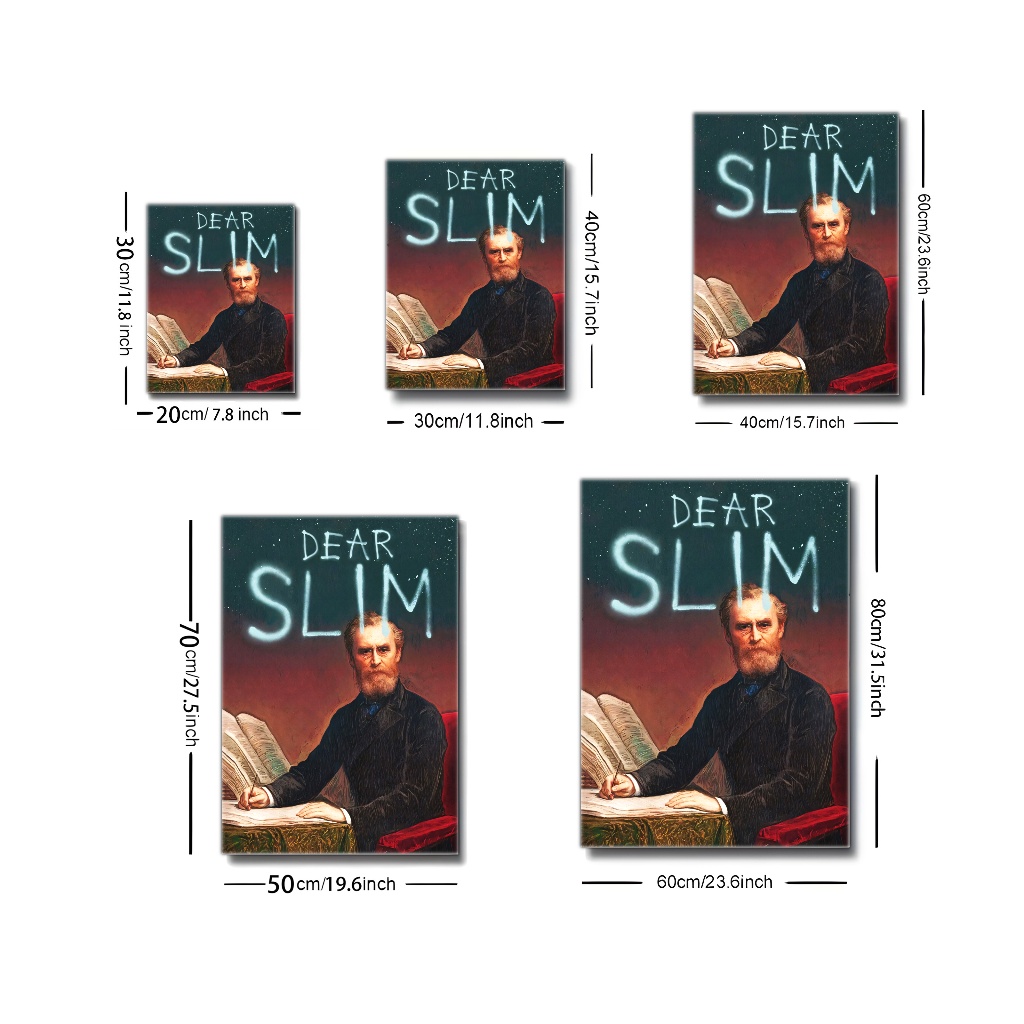 DEAR
SLIM
30cm/11.8 inch
20cm/ 7.8 inch
DEAR
SLIM
40cm/15.7inch
30cm/11.8inch
DEAR
SLIM
60cm/23.6inch
40cm/15.7inch
DEAR
SLIM
70cm/27.5inch
50cm/19.6inch
DEAR
SLIM
80cm/31.5inch
60cm/23.6inch